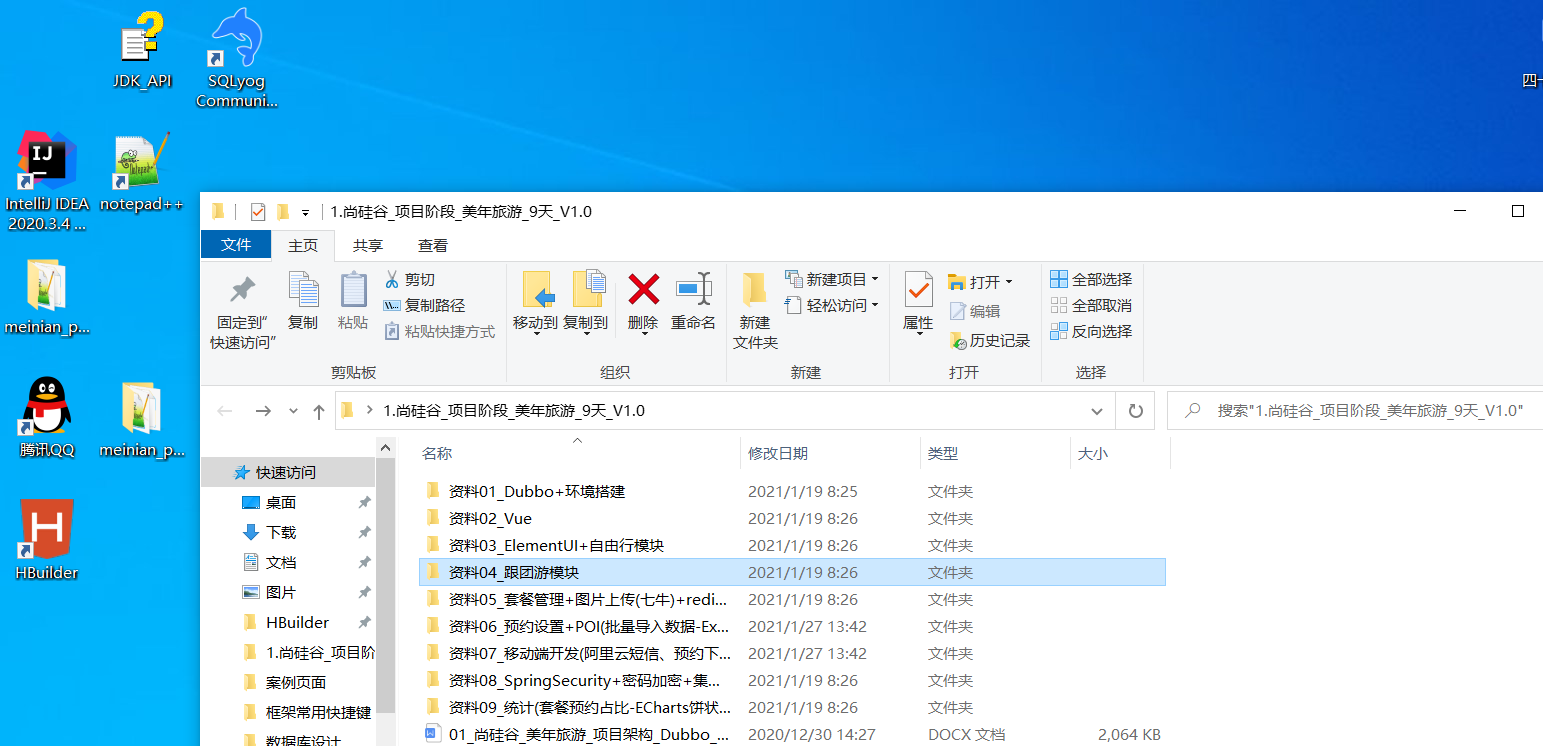 JDK_API
SQLyog
Communi...
四十
IntelliJ IDEA
2020.3.4 ...
notepad++
meinian_p...
腾讯QQ
meinian_p...
HBuilder
1.尚硅谷_项目阶段_美年旅游_9天_V1.0
文件
主页
共享
查看
固定到"
快速访问"
复制
粘贴
剪切
复制路径
粘贴快捷方式
剪贴板
移动到
复制到
删除
重命名
组织
新建
文件夹
新建项目
轻松访问
新建
属性
打开
编辑
历史记录
打开
全部选择
全部取消
反向选择
选择
1.尚硅谷_项目阶段_美年旅游_9天_V1.0
搜索"1.尚硅谷_项目阶段_美年旅游_9天_V1.0"
快速访问
桌面
下载
文档
图片
HBuilder
1.尚硅谷_项目阶
案例页面
框架常用快捷键
数据库设计
名称 修改日期 类型 大小
资料01_Dubbo+环境搭建 2021/1/19 8:25 文件夹
资料02_Vue 2021/1/19 8:26 文件夹
资料03_ElementUI+自由行模块 2021/1/19 8:26 文件夹
资料04_跟团游模块 2021/1/19 8:26 文件夹
资料05_套餐管理+图片上传(七牛)+redi... 2021/1/19 8:26 文件夹
资料06_预约设置+POI(批量导入数据-Ex... 2021/1/27 13:42 文件夹
资料07_移动端开发(阿里云短信、预约下... 2021/1/27 13:42 文件夹
资料08_SpringSecurity+密码加密+集... 2021/1/19 8:26 文件夹
资料09_统计(套餐预约占比-ECharts饼状... 2021/1/19 8:26 文件夹
01_尚硅谷_美年旅游_项目架构_Dubbo_... 2020/12/30 14:27 DOCX 文档 2,064 KB